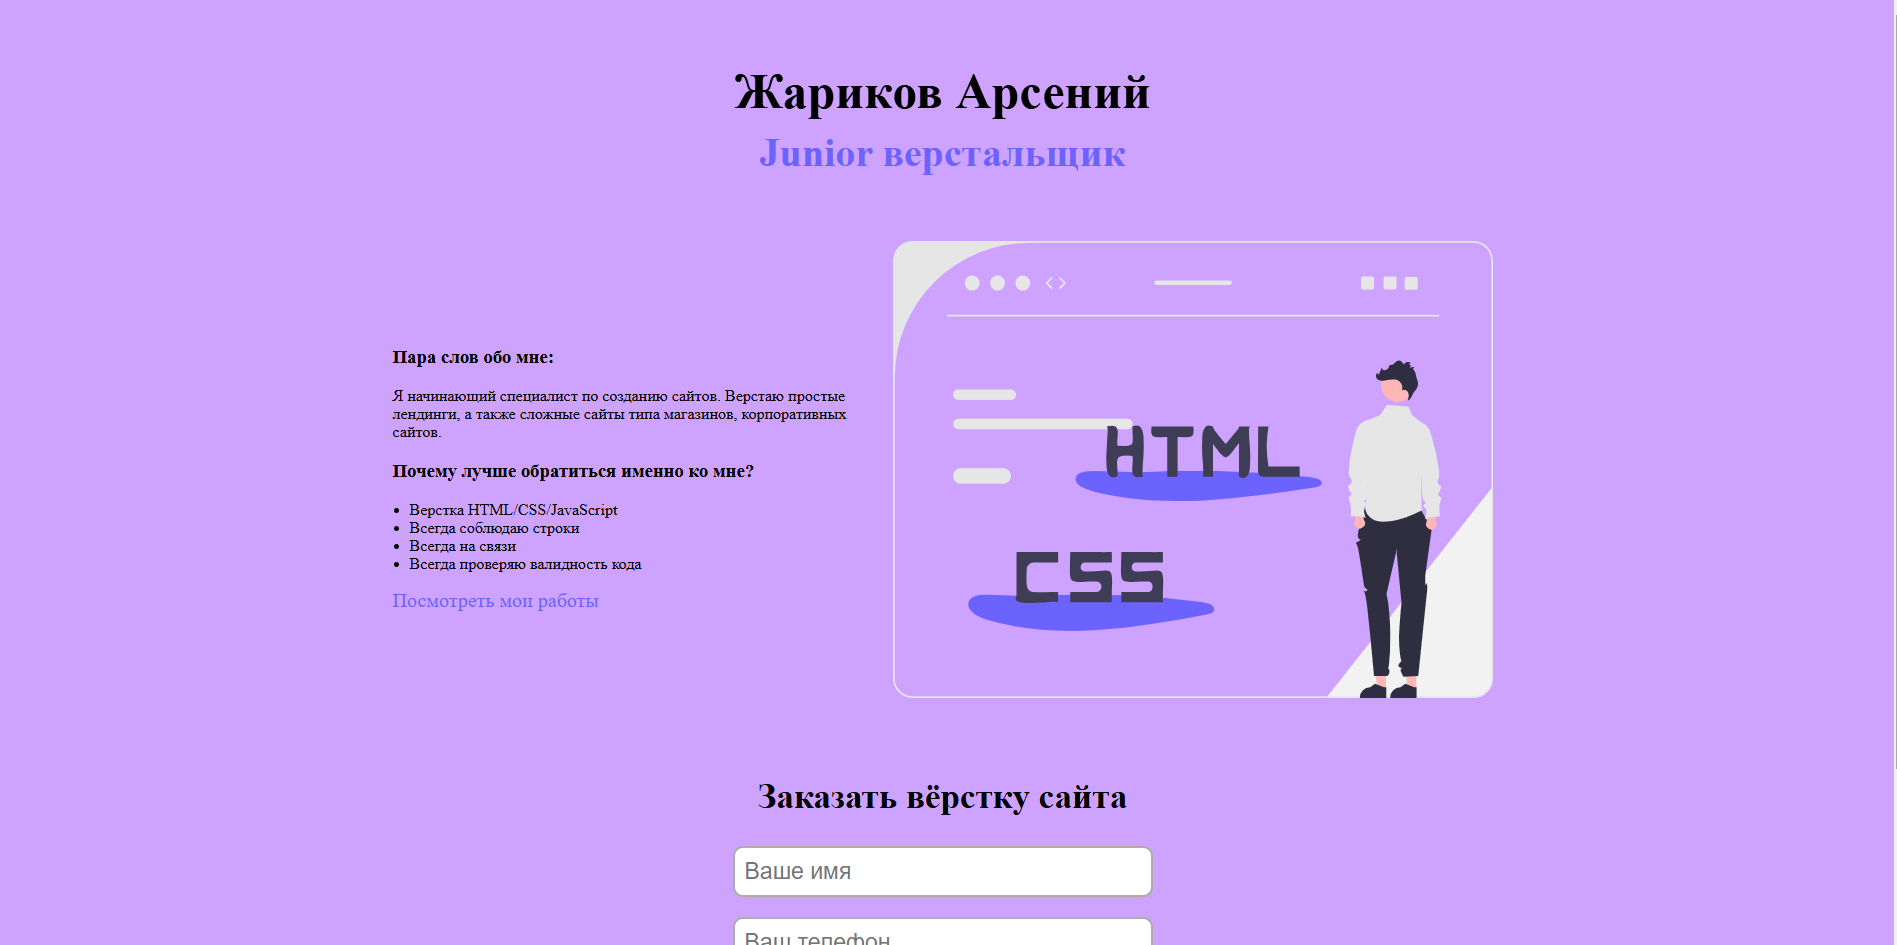 Жариков Арсений
Junior верстальщик
Пара слов обо мне:
Я начинающий специалист по созданию сайтов. Верстаю простые
лендинги, а также сложные сайты типа магазинов, корпоративных
сайтов.
Почему лучше обратиться именно ко мне?
Верстка HTML/CSS/JavaScript
Всегда соблюдаю строки
Всегда на связи
Всегда проверяю валидность кода
Посмотреть мои работы
HTML
CSS
Заказать вёрстку сайта
Ваше имя
Ваш телефон